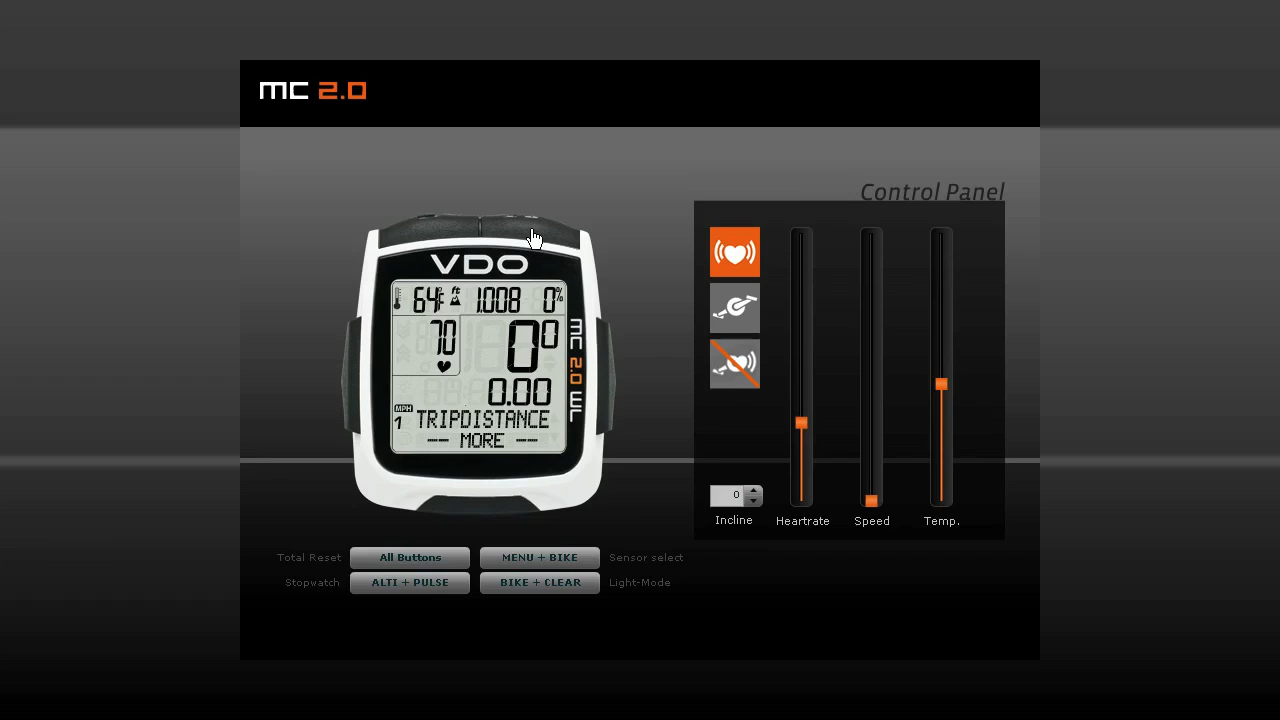 MC 2.0
Control Panel
VDO
64°F ft 1.008 0%
70 0 0
0.00
MPH
1 TRIPDISTANCE
--- MORE ---
MC 2.0 WL
0
Incline Heartrate Speed Temp.
Total Reset All Buttons MENU + BIKE Sensor select
Stopwatch ALTI + PULSE BIKE + CLEAR Light-Mode